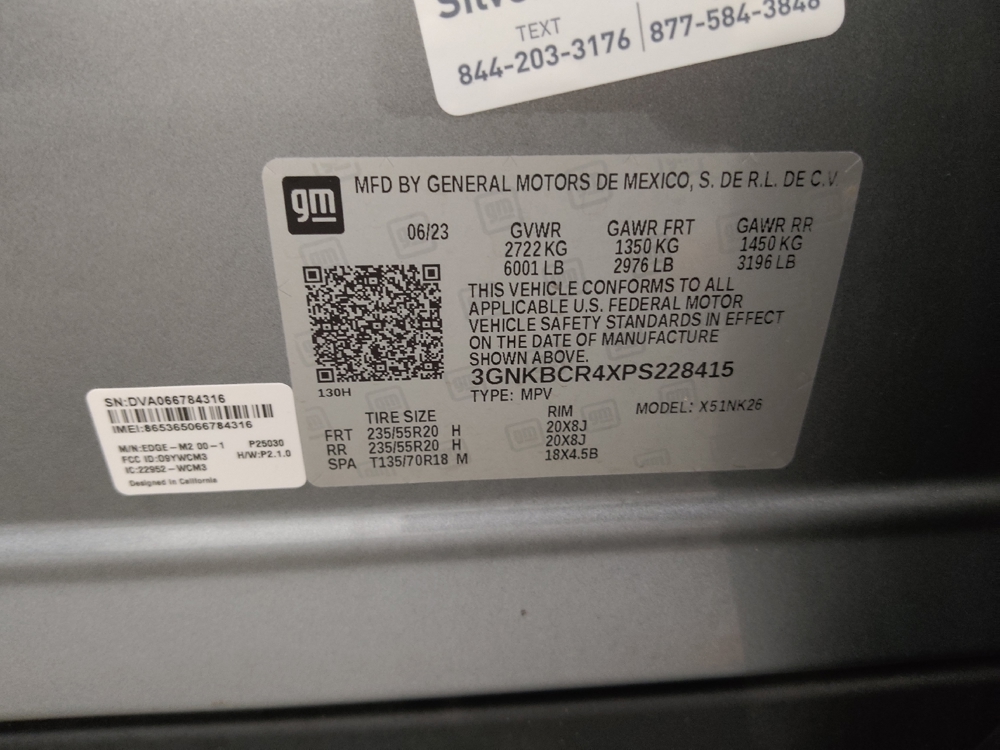 TEXT
844-203-3176 | 877-584-3848
gm
MFD BY GENERAL MOTORS DE MEXICO, S. DE R.L. DE C.V.
06/23
GVWR GAWR FRT GAWR RR
2722 KG 1350 KG 1450 KG
6001 LB 2976 LB 3196 LB
THIS VEHICLE CONFORMS TO ALL
APPLICABLE U.S. FEDERAL MOTOR
VEHICLE SAFETY STANDARDS IN EFFECT
ON THE DATE OF MANUFACTURE
SHOWN ABOVE.
3GNKBCR4XPS228415
130H
TYPE: MPV MODEL: X51NK26
TIRE SIZE RIM
FRT 235/55R20 H 20X8J
RR 235/55R20 H 20X8J
SPA T135/70R18 M 18X4.5B
SN:DVA066784316
IMEI:865365066784316
M/N:EDGE-M2 00-1 P25030
FCC ID:09YWCM3 H/W:P2.1.0
IC:22952-WCM3
Designed in California